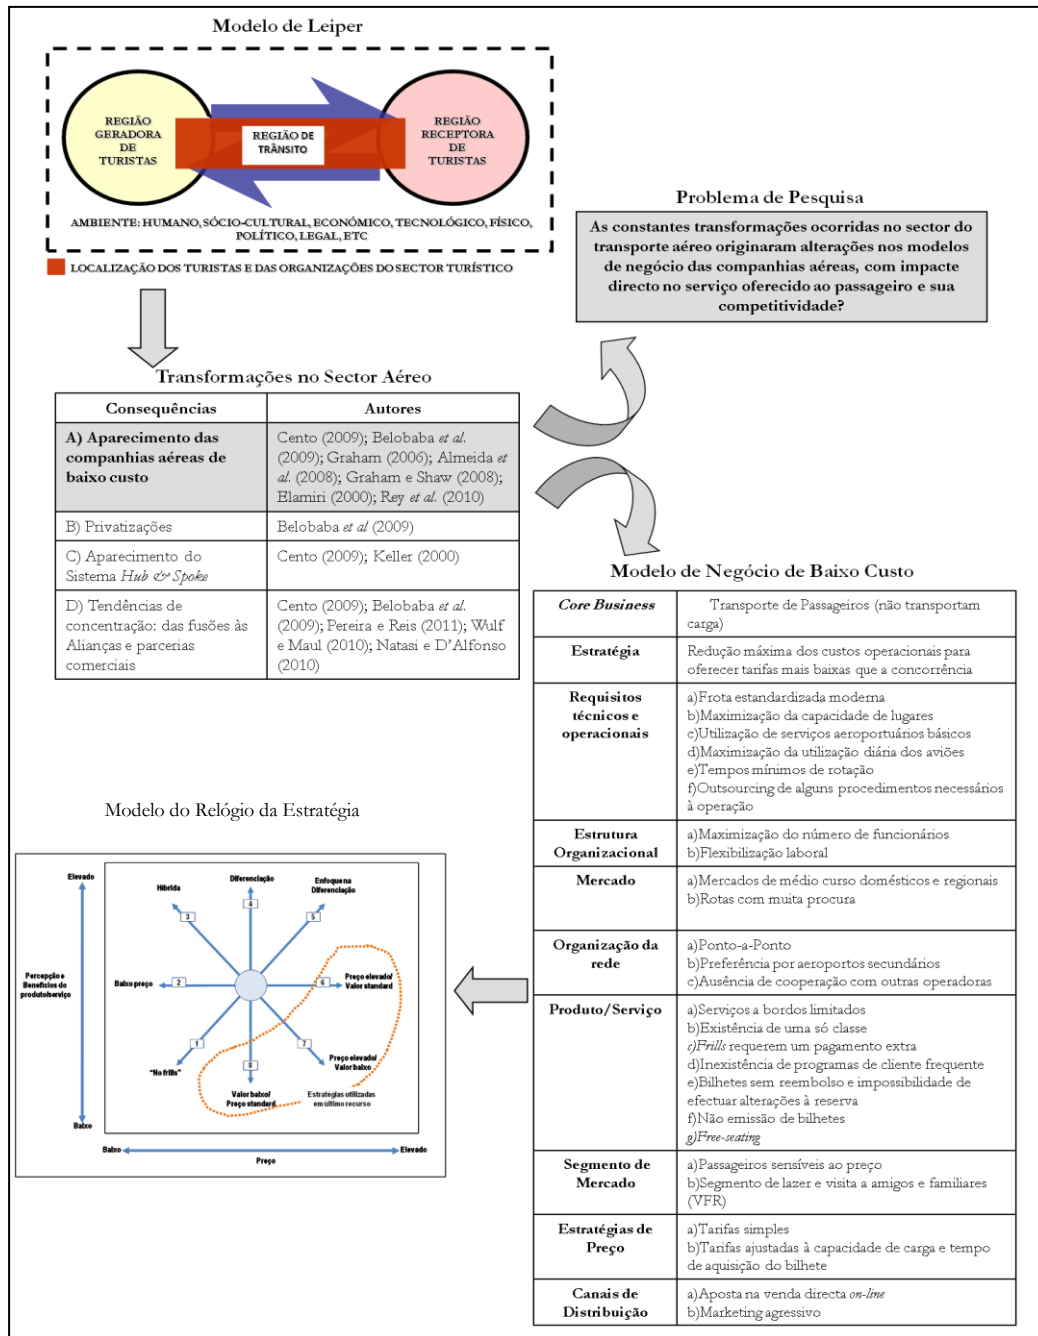 Modelo de Leiper
REGIÃO
GERADORA
DE
TURISTAS
REGIÃO DE
TRÂNSITO
REGIÃO
RECEPTORA
DE
TURISTAS
AMBIENTE: HUMANO, SÓCIO-CULTURAL, ECONÓMICO, TECNOLÓGICO, FÍSICO,
POLÍTICO, LEGAL, ETC
LOCALIZAÇÃO DOS TURISTAS E DAS ORGANIZAÇÕES DO SECTOR TURÍSTICO
Problema de Pesquisa
As constantes transformações ocorridas no sector do
transporte aéreo originaram alterações nos modelos
de negócio das companhias aéreas, com impacte
directo no serviço oferecido ao passageiro e sua
competitividade?
Transformações no Sector Aéreo
Consequências
Autores
A) Aparecimento das
companhias aéreas de
baixo custo
Cento (2009); Belobaba et al.
(2009); Graham (2006); Almeida et
al. (2008); Graham e Shaw (2008);
Elamiri (2000); Rey et al. (2010)
B) Privatizações
Belobaba et al (2009)
C) Aparecimento do
Sistema Hub & Spoke
Cento (2009); Keller (2000)
D) Tendências de
concentração: das fusões às
Alianças e parcerias
comerciais
Cento (2009); Belobaba et al.
(2009); Pereira e Reis (2011); Wulf
e Maul (2010); Natasi e D'Alfonso
(2010)
Modelo de Negócio de Baixo Custo
Core Business
Transporte de Passageiros (não transportam
carga)
Estratégia
Redução máxima dos custos operacionais para
oferecer tarifas mais baixas que a concorrência
Requisitos
técnicos e
operacionais
a)Frota estandardizada moderna
b)Maximização da capacidade de lugares
c)Utilização de serviços aeroportuários básicos
d)Maximização da utilização diária dos aviões
e)Tempos mínimos de rotação
f)Outsourcing de alguns procedimentos necessários
à operação
Estrutura
Organizacional
a)Maximização do número de funcionários
b)Flexibilização laboral
Mercado
a)Mercados de médio curso domésticos e regionais
b)Rotas com muita procura
Organização da
rede
a)Ponto-a-Ponto
b)Preferência por aeroportos secundários
c)Ausência de cooperação com outras operadoras
Produto/Serviço
a)Serviços a bordos limitados
b)Existência de uma só classe
c)Frills requerem um pagamento extra
d)Inexistência de programas de cliente frequente
e)Bilhetes sem reembolso e impossibilidade de
efectuar alterações à reserva
f)Não emissão de bilhetes
g)Free-seating
Segmento de
Mercado
a)Passageiros sensíveis ao preço
b)Segmento de lazer e visita a amigos e familiares
(VFR)
Estratégias de
Preço
a)Tarifas simples
b)Tarifas ajustadas à capacidade de carga e tempo
de aquisição do bilhete
Canais de
Distribuição
a)Aposta na venda directa on-line
b)Marketing agressivo
Modelo do Relógio da Estratégia
Elevado
Percepção e
Benefícios do
produto/serviço
Baixo
Híbrida
Diferenciação
Enfoque na
Diferenciação
3
4
5
Baixo preço
2
6
Preço elevado/
Valor standard
1
8
7
"No frills"
Valor baixo/
Preço standard
Preço elevado/
Valor baixo
Estratégias utilizadas
em último recurso
Baixo
Preço
Elevado